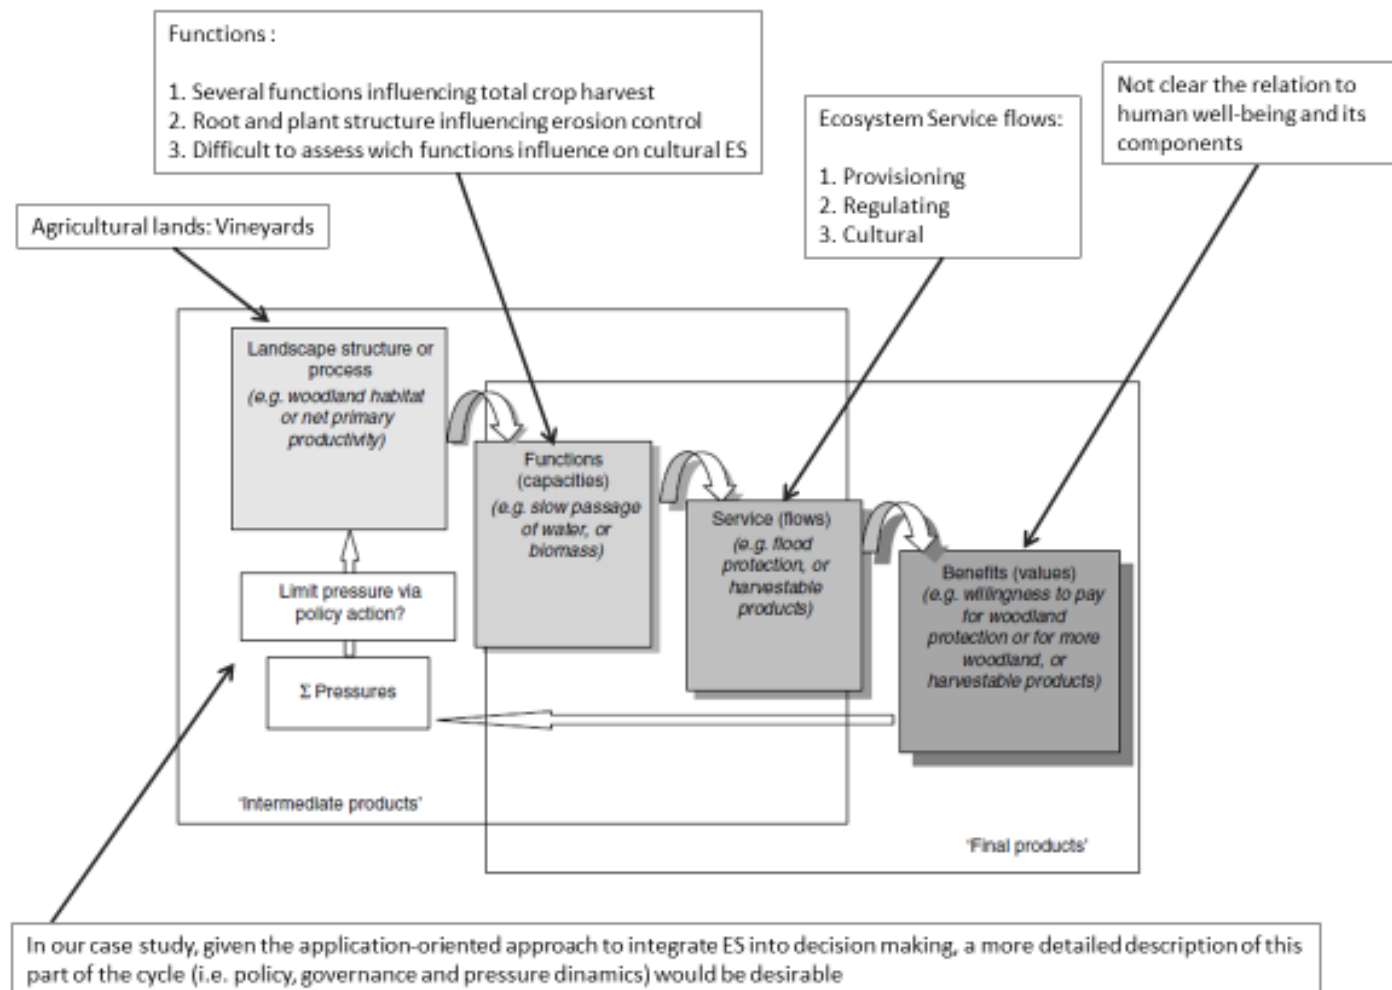 Functions :
1. Several functions influencing total crop harvest
2. Root and plant structure influencing erosion control
3. Difficult to assess wich functions influence on cultural ES
Ecosystem Service flows:
1. Provisioning
2. Regulating
3. Cultural
Not clear the relation to
human well-being and its
components
Agricultural lands: Vineyards
Landscape structure or
process
(e.g. woodland habitat
or net primary
productivity)
Functions
(capacities)
(e.g. slow passage
of water, or
biomass)
Service (flows)
(e.g. flood
protection, or
harvestable
products)
Benefits (values)
(e.g. willingness to pay
for woodland
protection or for more
woodland, or
harvestable products)
Limit pressure via
policy action?
Σ Pressures
'Intermediate products'
'Final products'
In our case study, given the application-oriented approach to integrate ES into decision making, a more detailed description of this
part of the cycle (i.e. policy, governance and pressure dinamics) would be desirable